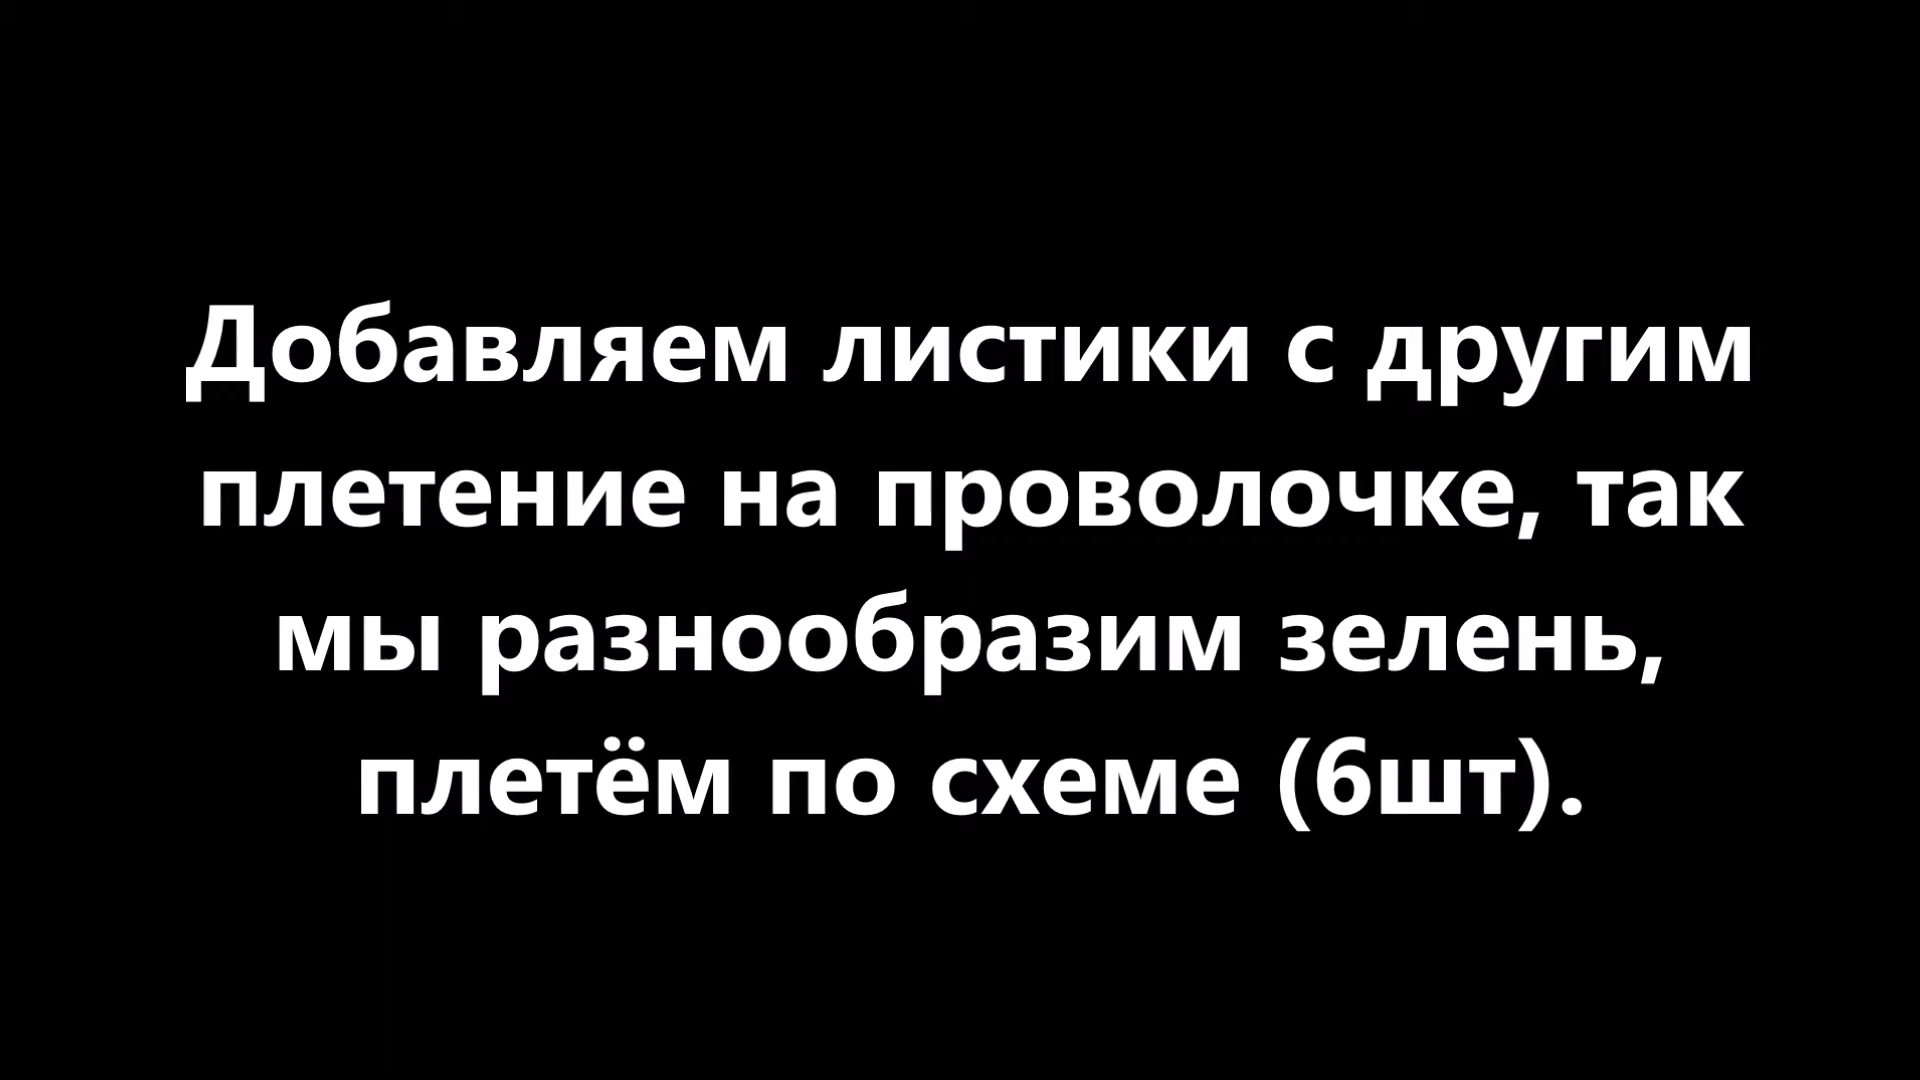 Добавляем листики с другим
плетение на проволочке, так
мы разнообразим зелень,
плетём по схеме (6шт).